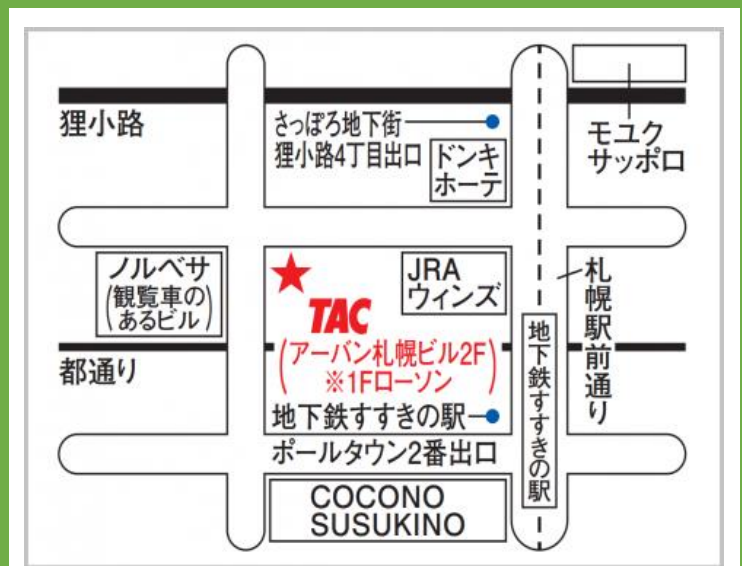 狸小路
さっぽろ地下街
狸小路4丁目出口
ドンキ
ホーテ
モユク
サッポロ
ノルベサ
(観覧車の
あるビル)
TAC
(アーバン札幌ビル2F)
※1Fローソン
JRA
ウィンズ
札幌駅前通り
都通り
地下鉄すすきの駅
ポールタウン2番出口
地下鉄すすきの駅
COCONO
SUSUKINO